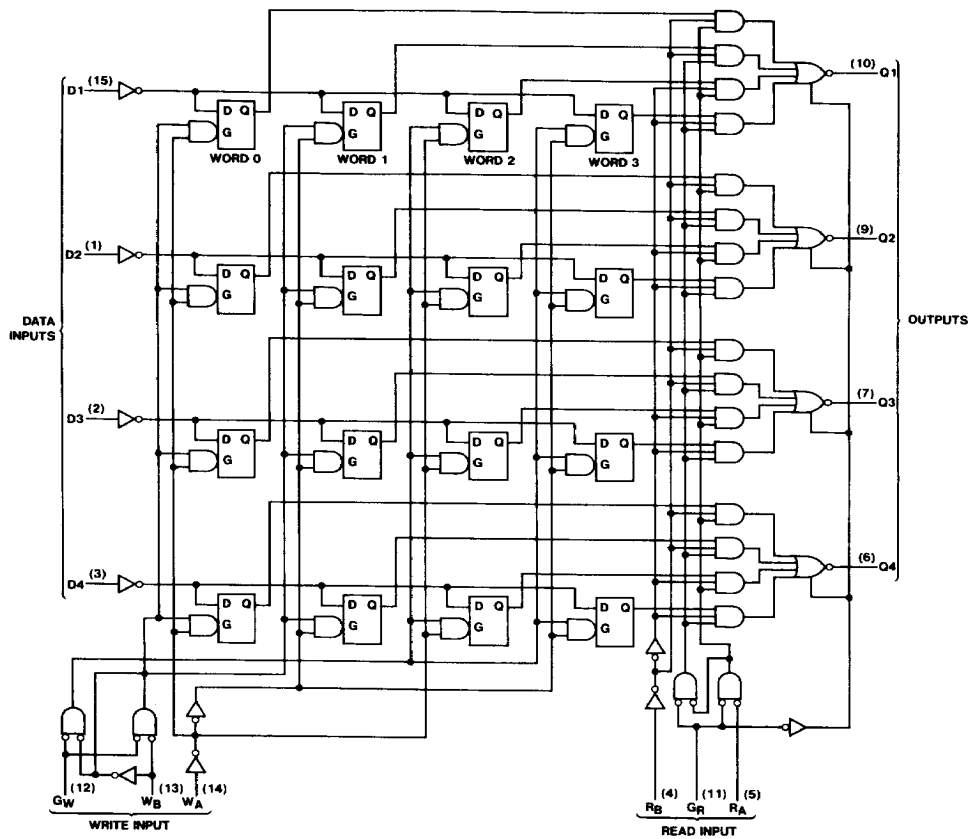 D1 (15)
D Q
G
WORD 0
D Q
G
WORD 1
D Q
G
WORD 2
D Q
G
WORD 3
(10)
Q1
D2 (1)
D Q
G
D Q
G
D Q
G
D Q
G
(9)
Q2
DATA
INPUTS
OUTPUTS
D3 (2)
D Q
G
D Q
G
D Q
G
D Q
G
(7)
Q3
D4 (3)
D Q
G
D Q
G
D Q
G
D Q
G
(6)
Q4
GW (12)
WB (13)
WA (14)
WRITE INPUT
RB (4)
GR (11)
RA (5)
READ INPUT